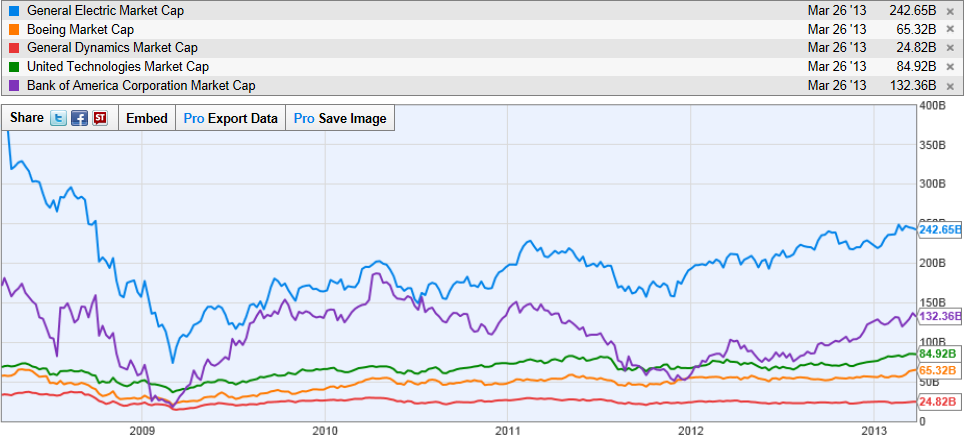 General Electric Market Cap Mar 26 '13 242.65B ×
Boeing Market Cap Mar 26 '13 65.32B ×
General Dynamics Market Cap Mar 26 '13 24.82B ×
United Technologies Market Cap Mar 26 '13 84.92B ×
Bank of America Corporation Market Cap Mar 26 '13 132.36B ×
Share t f ST Embed Pro Export Data Pro Save Image
400B
350B
300B
250B
242.65B
200B
150B
132.36B
100B
84.92B
65.32B
50B
24.82B
0
2009 2010 2011 2012 2013